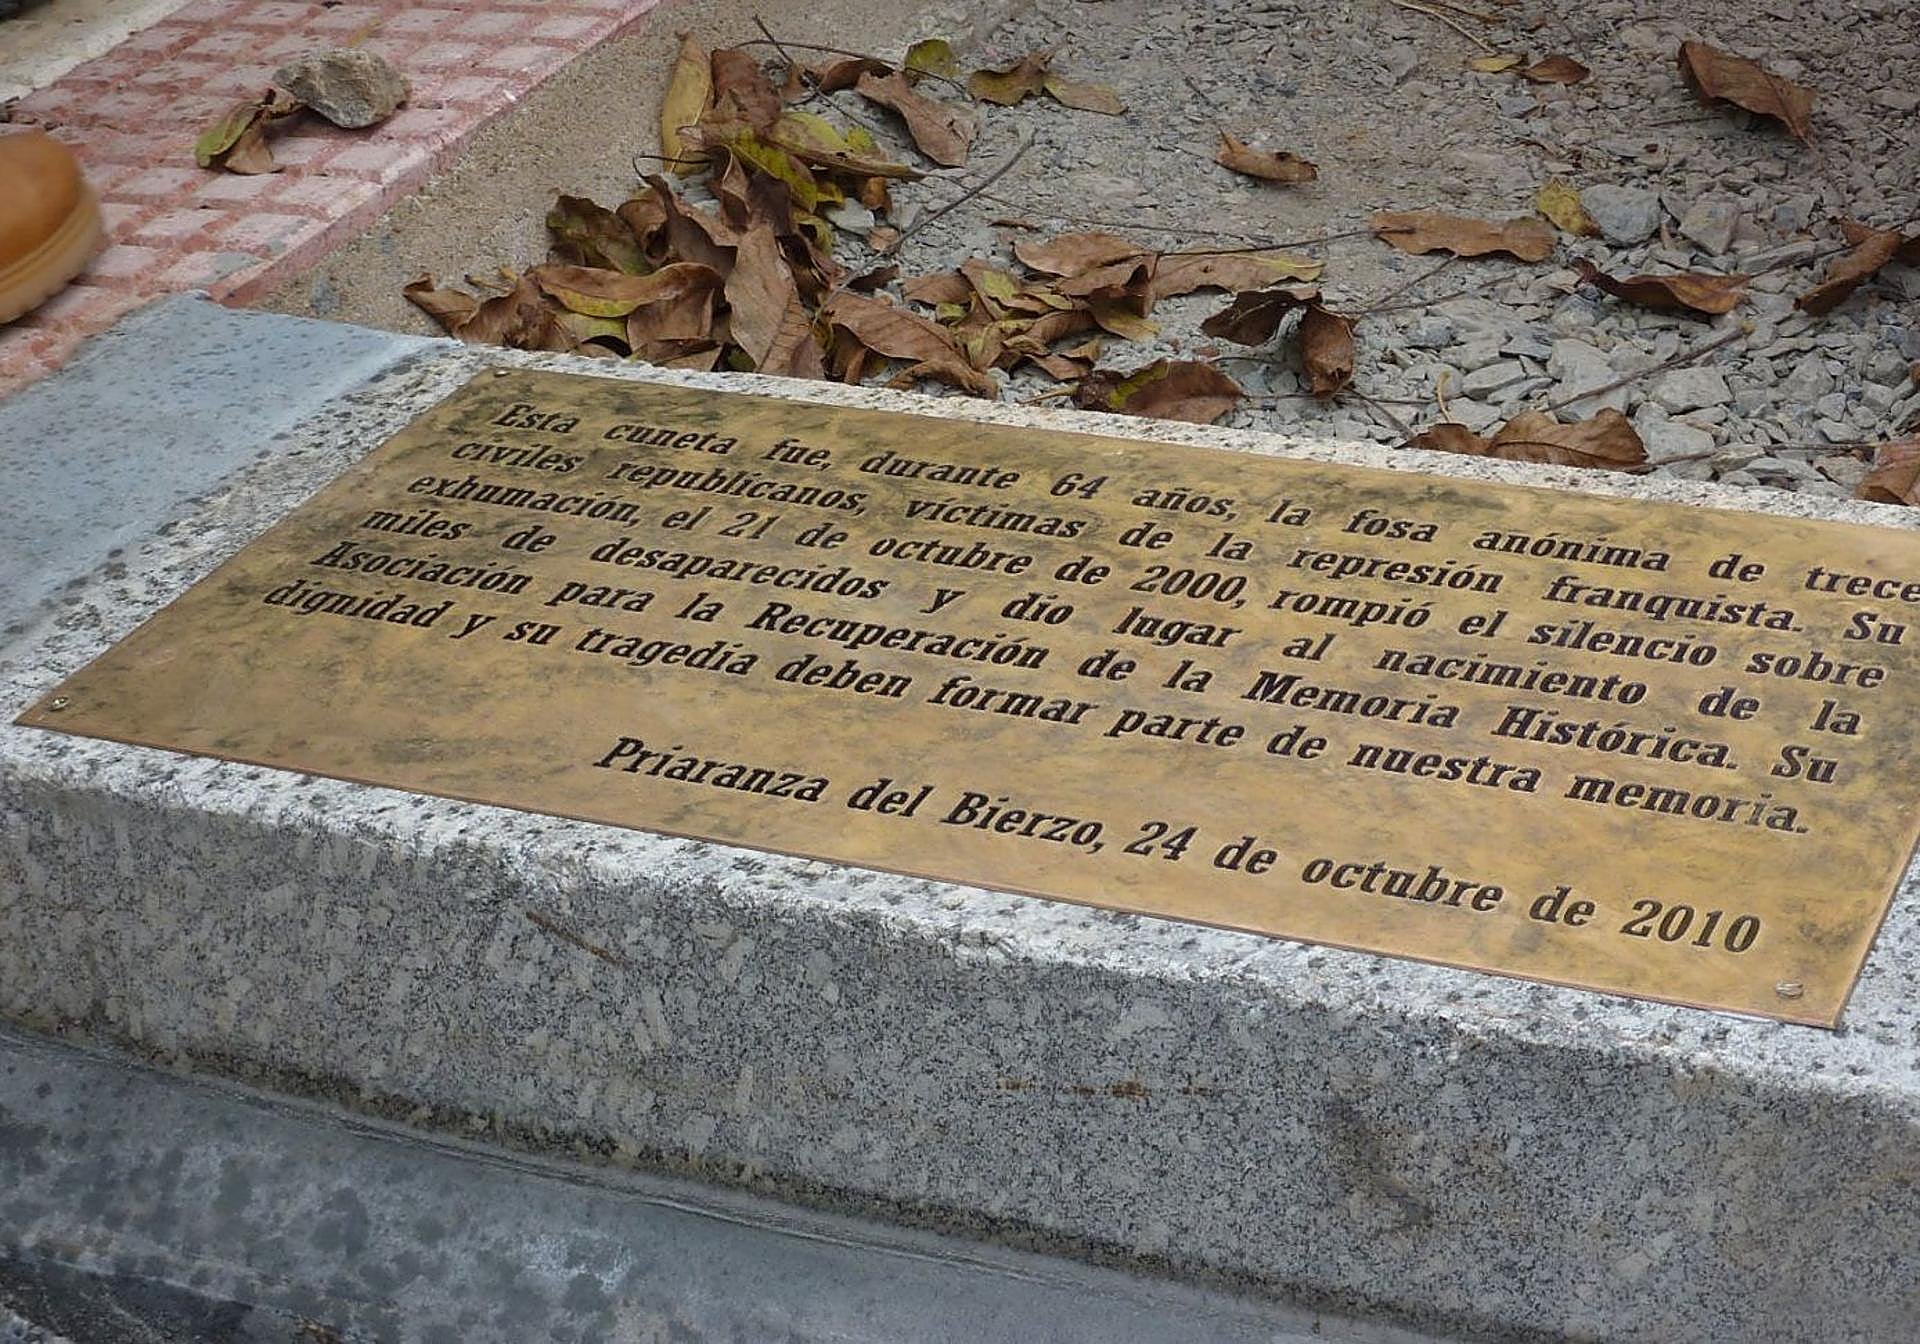 Esta cuneta fue, durante 64 años, la fosa anónima de trece
civiles republicanos, víctimas de la represión franquista. Su
exhumación, el 21 de octubre de 2000, rompió el silencio sobre
miles de desaparecidos y dio lugar al nacimiento de la
Asociación para la Recuperación de la Memoria Histórica. Su
dignidad y su tragedia deben formar parte de nuestra memoria.
Priaranza del Bierzo, 24 de octubre de 2010